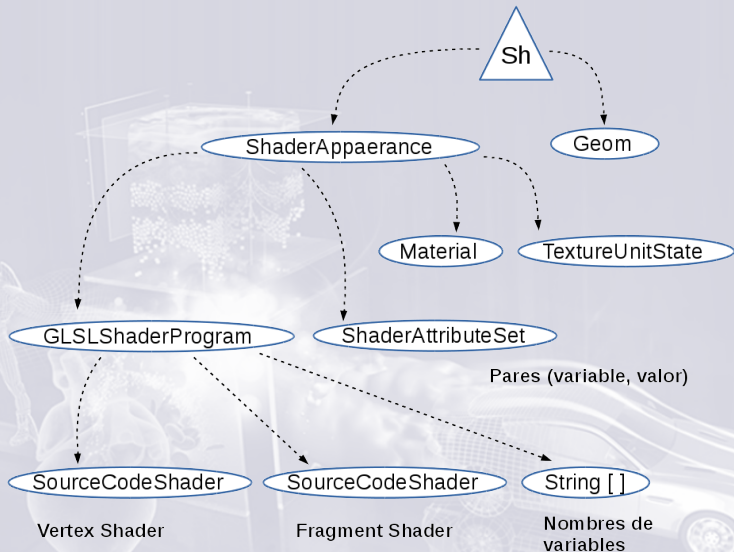 Sh
ShaderAppaerance
Geom
Material
TextureUnitState
GLSLShaderProgram
ShaderAttributeSet
Pares (variable, valor)
SourceCodeShader
SourceCodeShader
String [ ]
Vertex Shader
Fragment Shader
Nombres de
variables